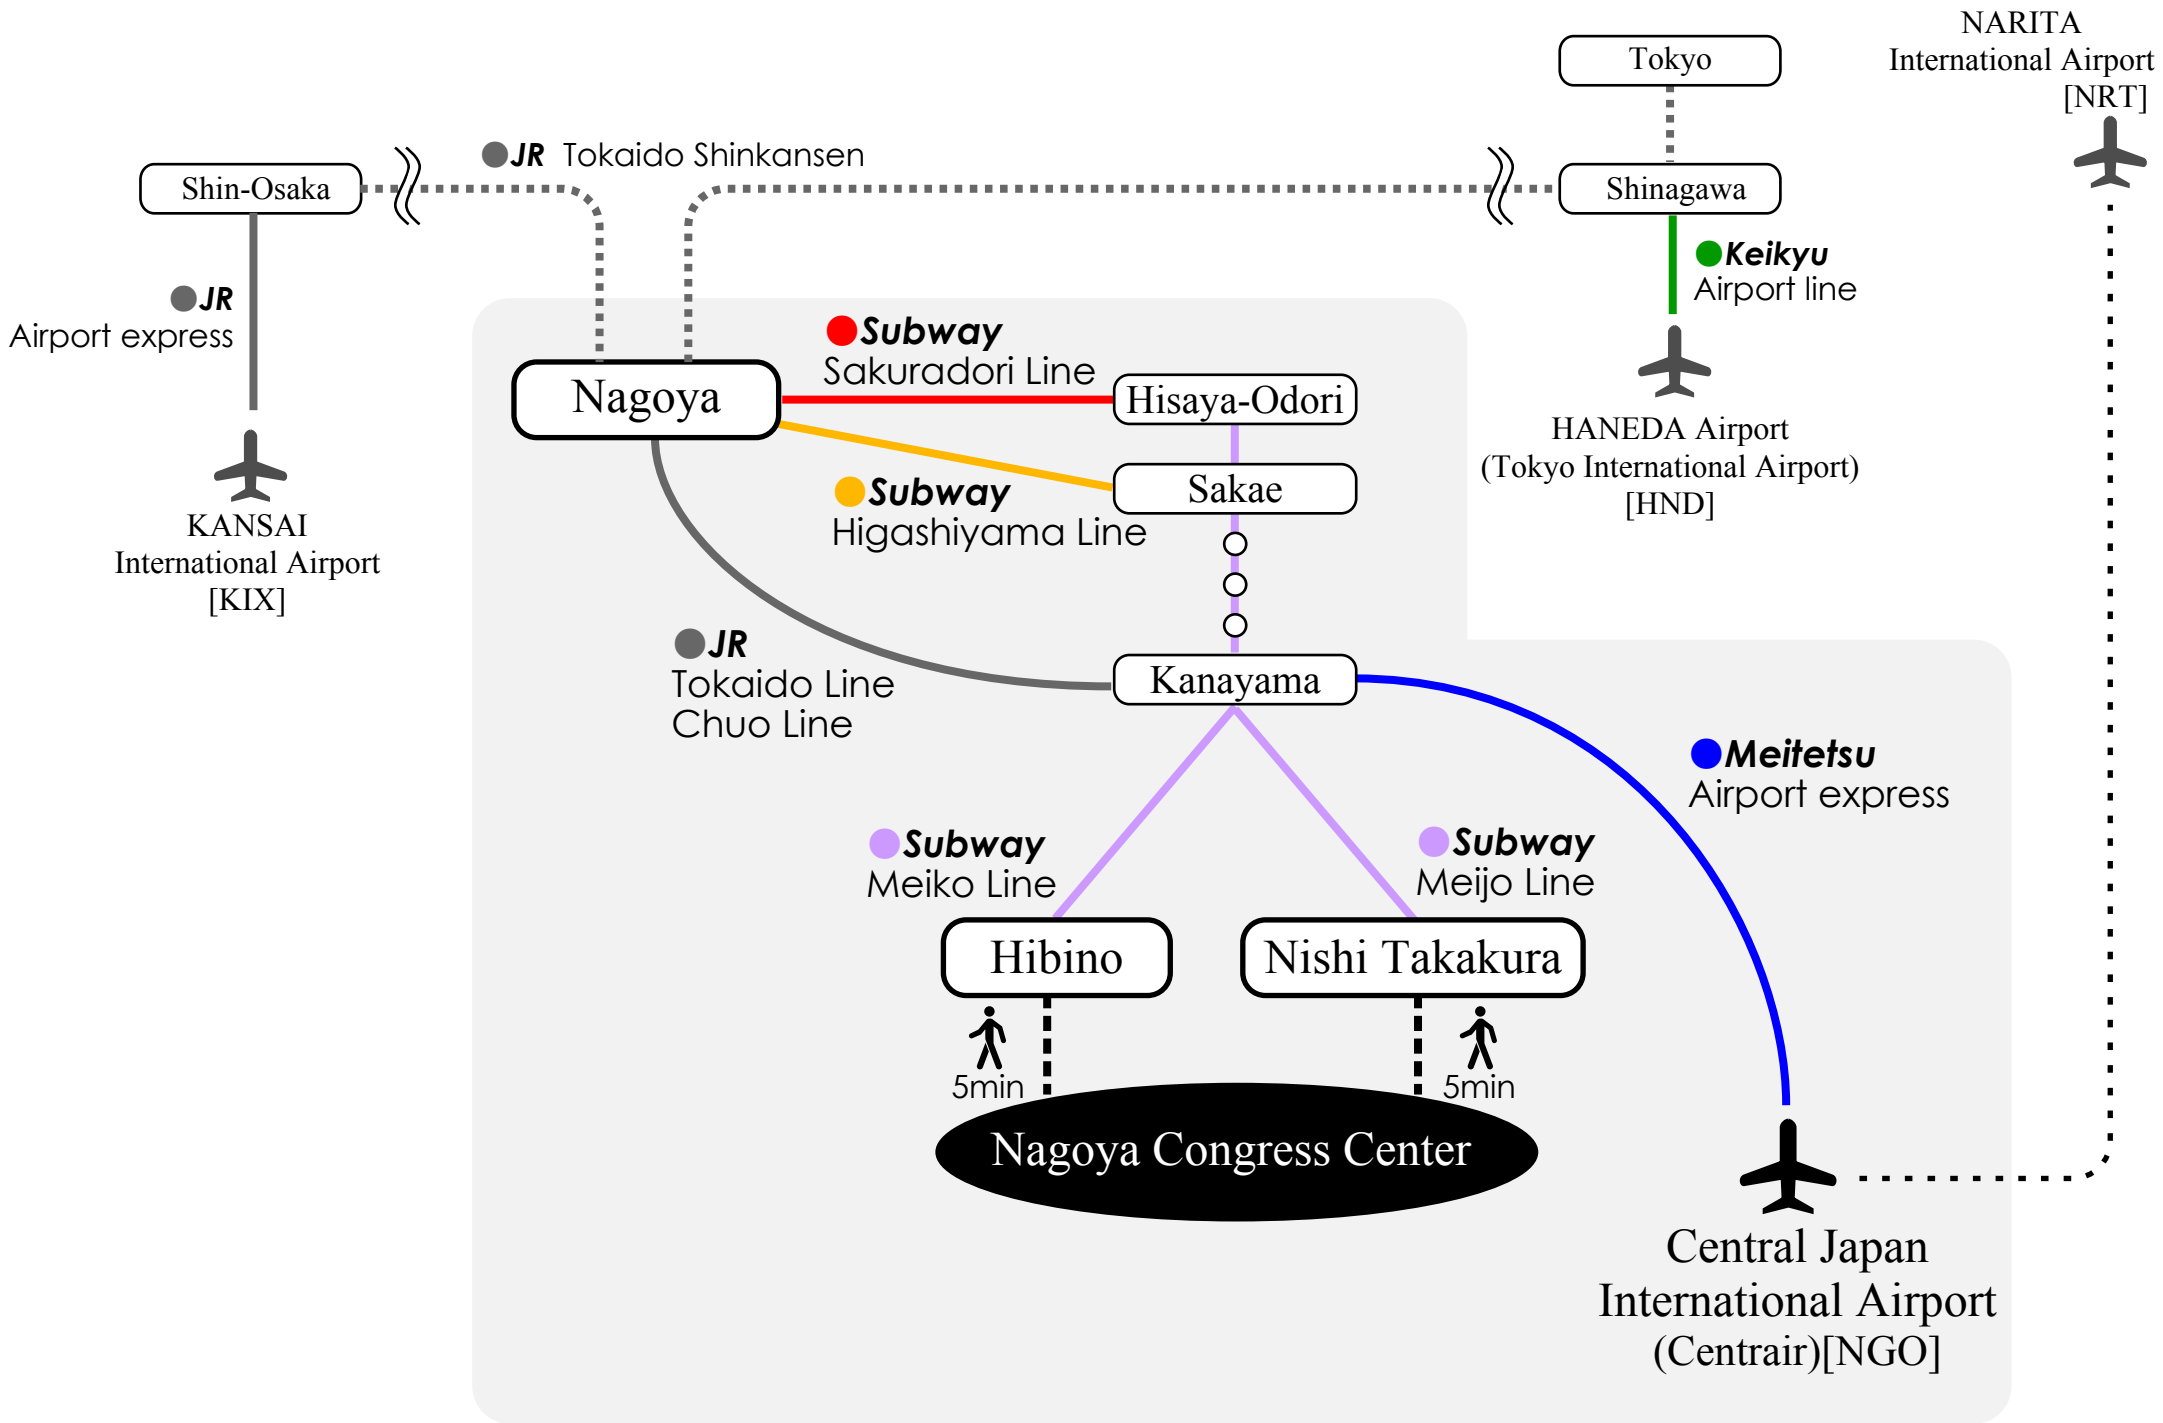 NARITA
International Airport
[NRT]
Tokyo
JR Tokaido Shinkansen
Shin-Osaka
Shinagawa
Keikyu
Airport line
JR
Airport express
Subway
Sakuradori Line
Nagoya
Hisaya-Odori
HANEDA Airport
(Tokyo International Airport)
[HND]
Sakae
Subway
Higashiyama Line
KANSAI
International Airport
[KIX]
JR
Tokaido Line
Chuo Line
Kanayama
Meitetsu
Airport express
Subway
Meiko Line
Subway
Meijo Line
Hibino
Nishi Takakura
5min
5min
Nagoya Congress Center
Central Japan
International Airport
(Centrair)[NGO]